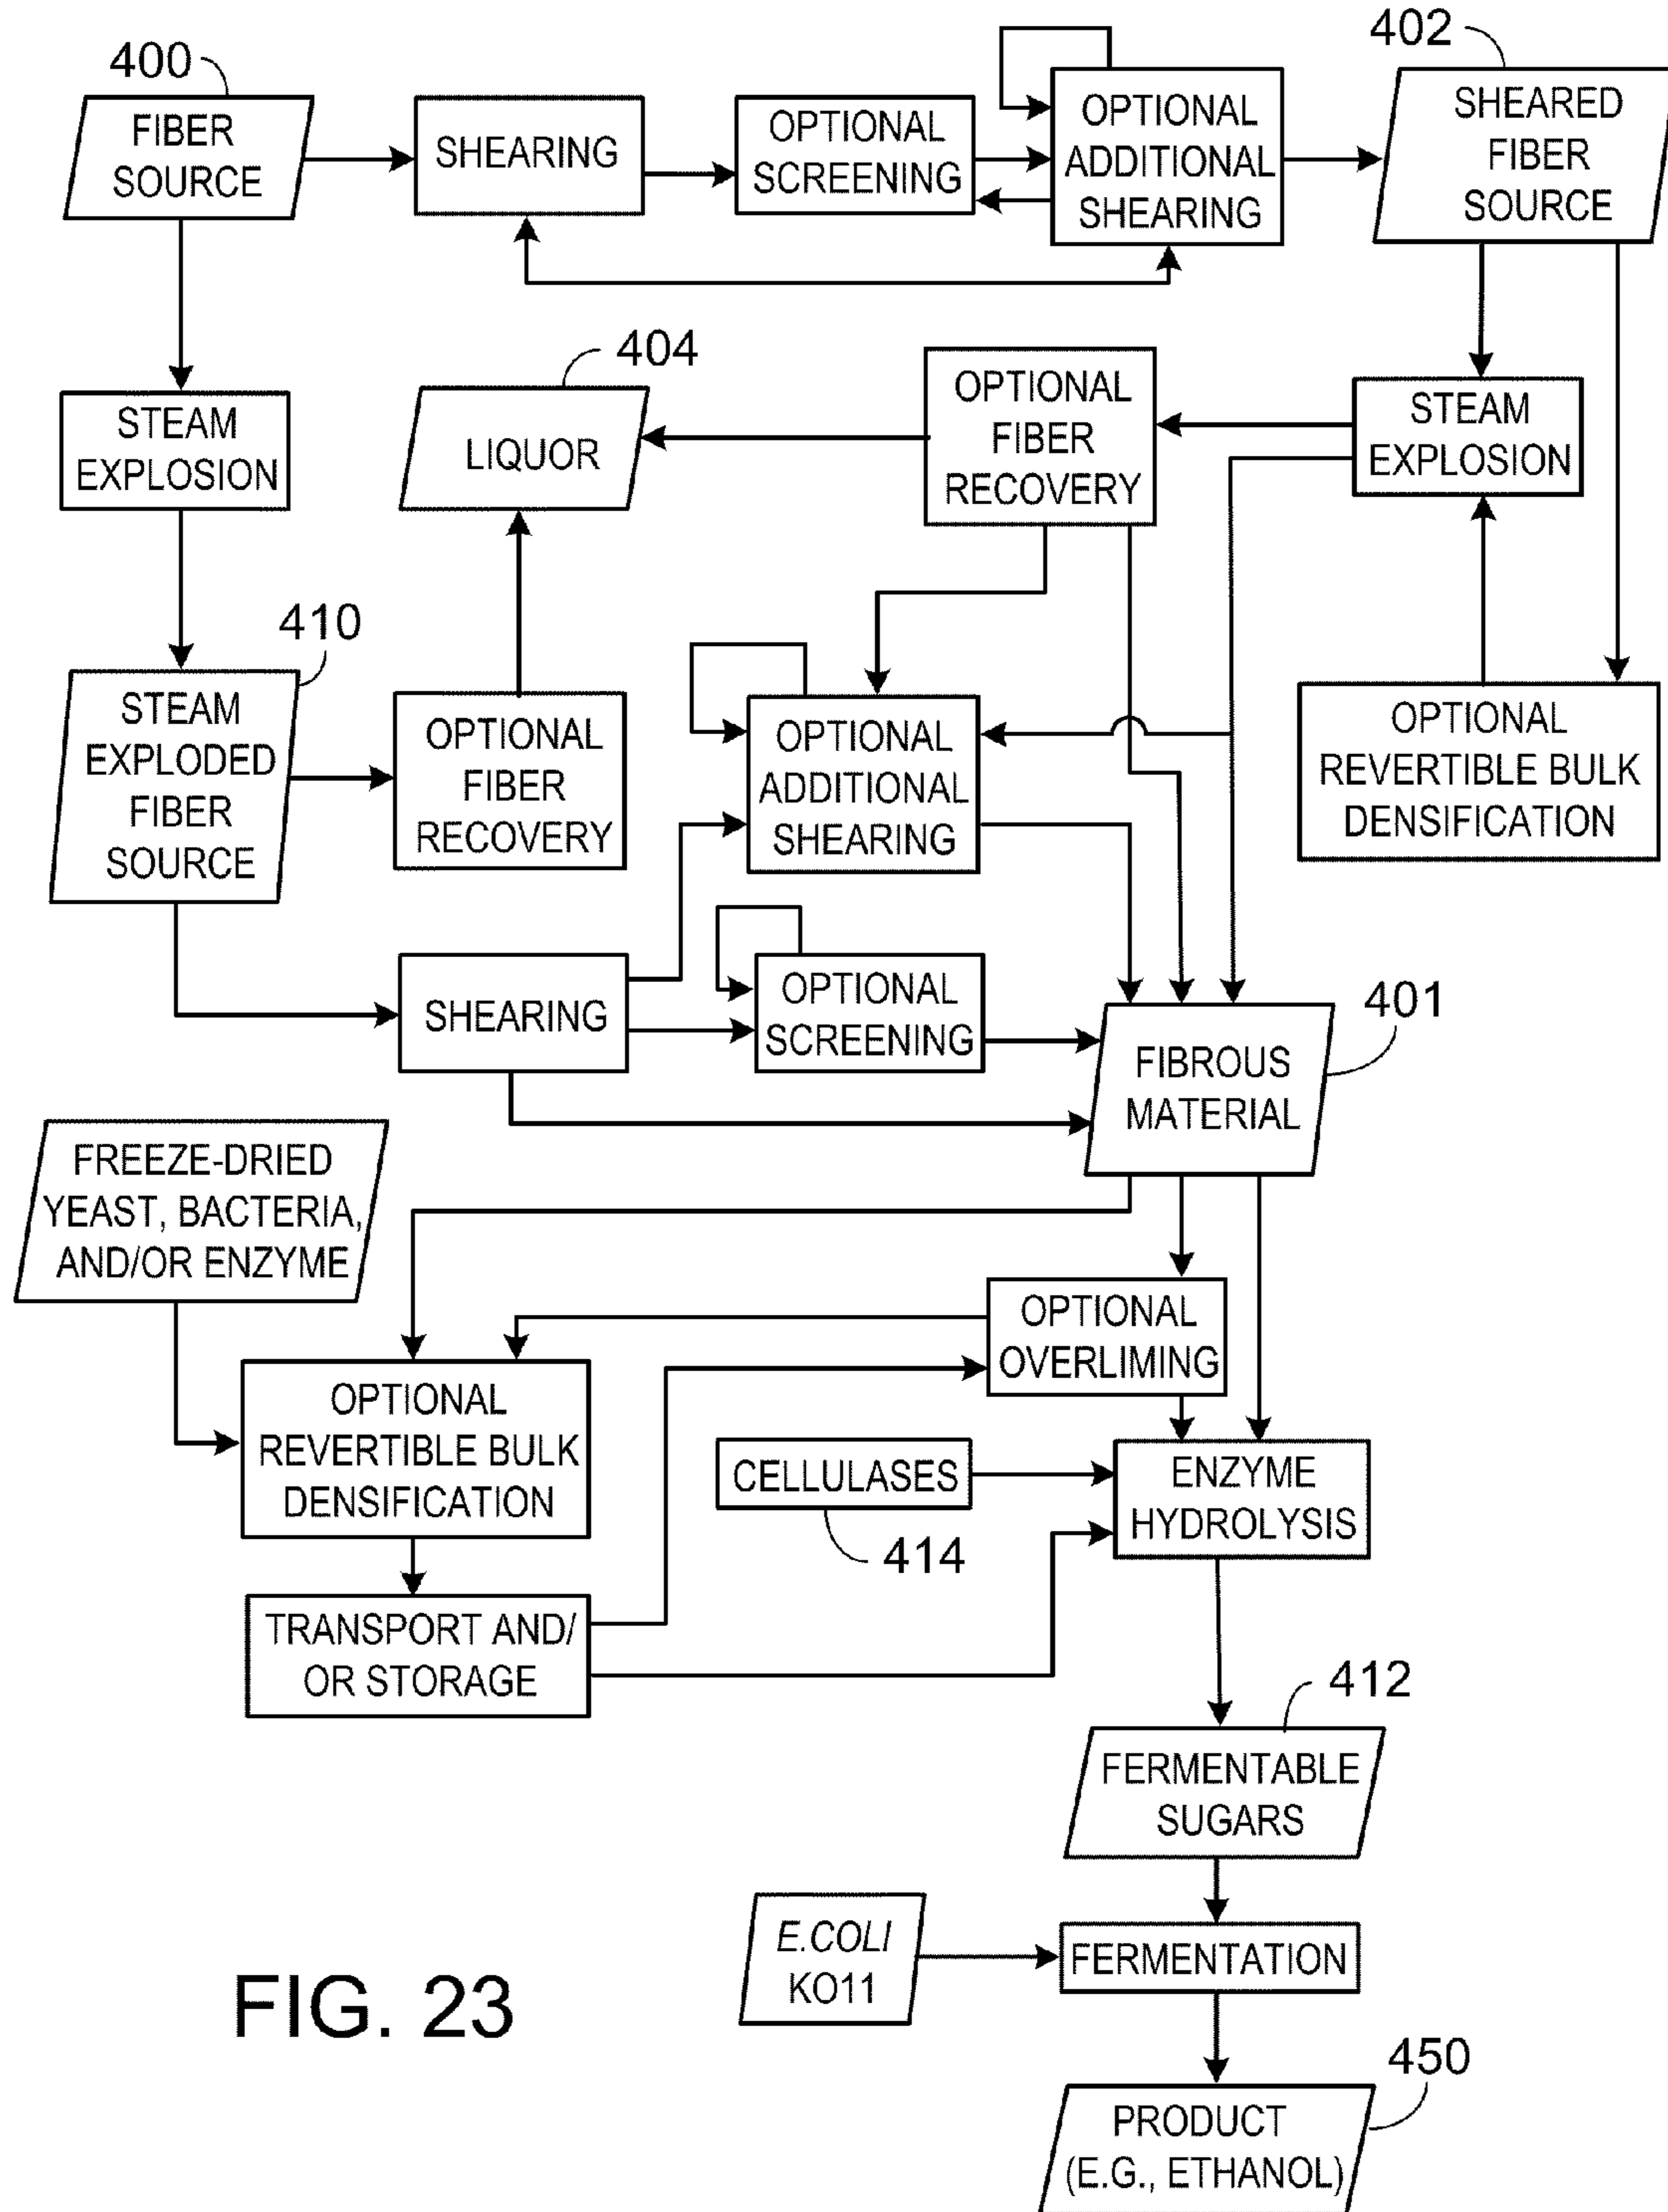 400
FIBER
SOURCE
SHEARING
OPTIONAL
SCREENING
OPTIONAL
ADDITIONAL
SHEARING
402
SHEARED
FIBER
SOURCE
STEAM
EXPLOSION
404
LIQUOR
OPTIONAL
FIBER
RECOVERY
STEAM
EXPLOSION
410
STEAM
EXPLODED
FIBER
SOURCE
OPTIONAL
FIBER
RECOVERY
OPTIONAL
ADDITIONAL
SHEARING
OPTIONAL
REVERTIBLE BULK
DENSIFICATION
SHEARING
OPTIONAL
SCREENING
401
FIBROUS
MATERIAL
FREEZE-DRIED
YEAST, BACTERIA,
AND/OR ENZYME
OPTIONAL
OVERLIMING
OPTIONAL
REVERTIBLE BULK
DENSIFICATION
CELLULASES
414
ENZYME
HYDROLYSIS
TRANSPORT AND/
OR STORAGE
412
FERMENTABLE
SUGARS
E.COLI
KO11
FERMENTATION
450
PRODUCT
(E.G., ETHANOL)
FIG. 23